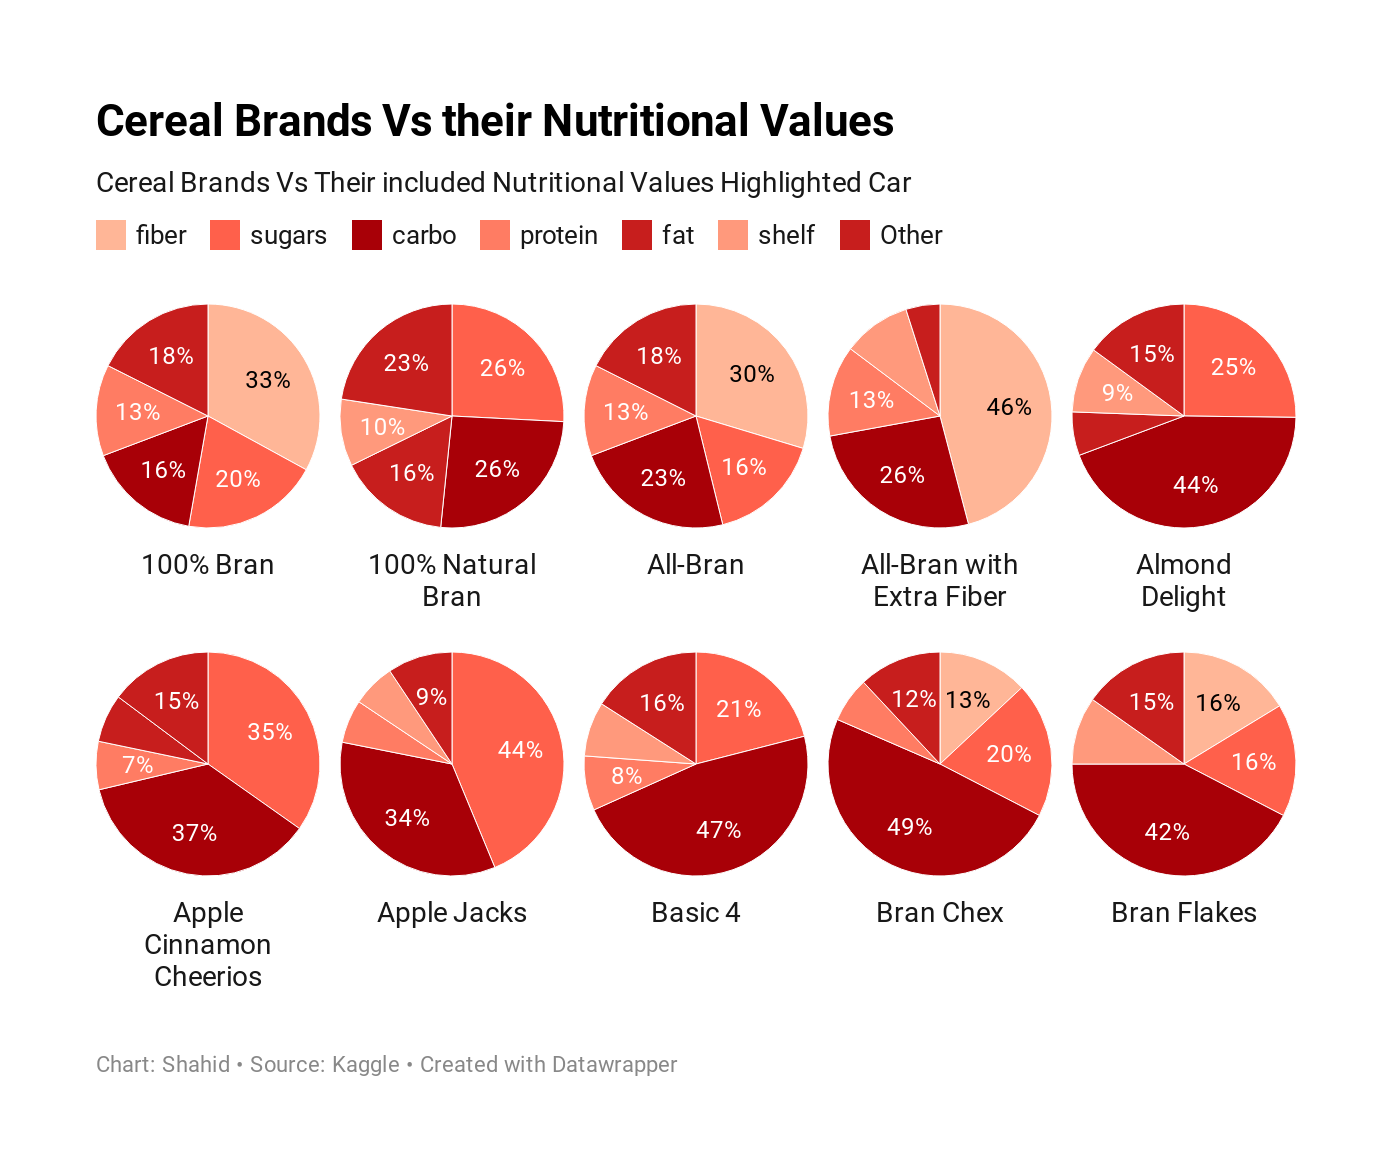 Cereal Brands Vs their Nutritional Values
Cereal Brands Vs Their included Nutritional Values Highlighted Car
fiber sugars carbo protein fat shelf Other
18% 33% 13% 16% 20%
23% 26% 10% 16% 26%
18% 30% 13% 23% 16%
13% 46% 26%
15% 25% 9% 44%
100% Bran
100% Natural
Bran
All-Bran
All-Bran with
Extra Fiber
Almond
Delight
15% 35% 7% 37%
9% 44% 34%
16% 21% 8% 47%
12% 13% 20% 49%
15% 16% 16% 42%
Apple
Cinnamon
Cheerios
Apple Jacks
Basic 4
Bran Chex
Bran Flakes
Chart: Shahid • Source: Kaggle • Created with Datawrapper